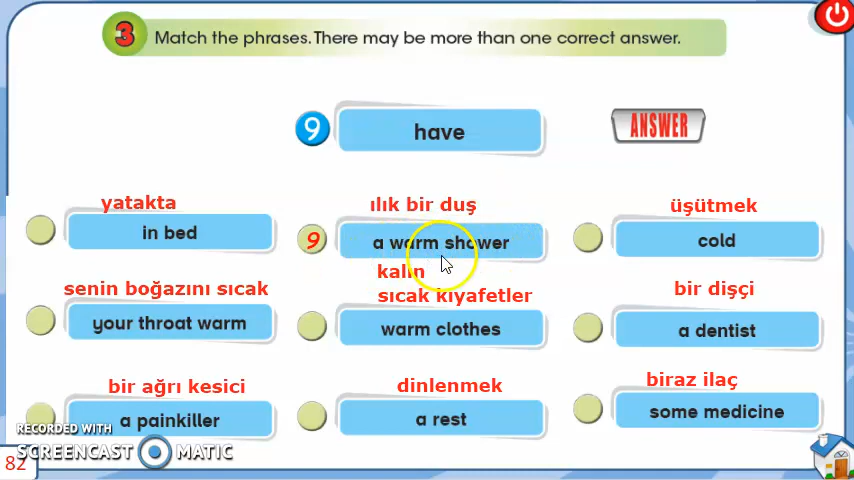 3 Match the phrases. There may be more than one correct answer.
9 have ANSWER
yatakta
in bed
ılık bir duş
9 a warm shower
üşütmek
cold
senin boğazını sıcak
your throat warm
kalın
sıcak kıyafetler
warm clothes
bir dişçi
a dentist
bir ağrı kesici
a painkiller
dinlenmek
a rest
biraz ilaç
some medicine
RECORDED WITH
SCREENCAST MATIC
82